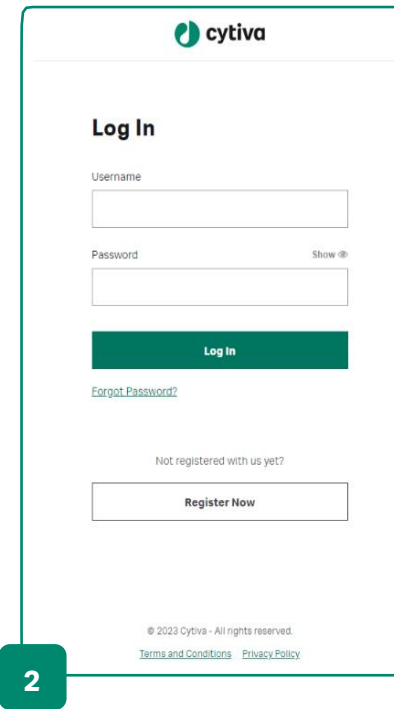 cytiva
Log In
Username
Password Show
Log In
Forgot Password?
Not registered with us yet?
Register Now
© 2023 Cytiva - All rights reserved.
Terms and Conditions Privacy Policy
2